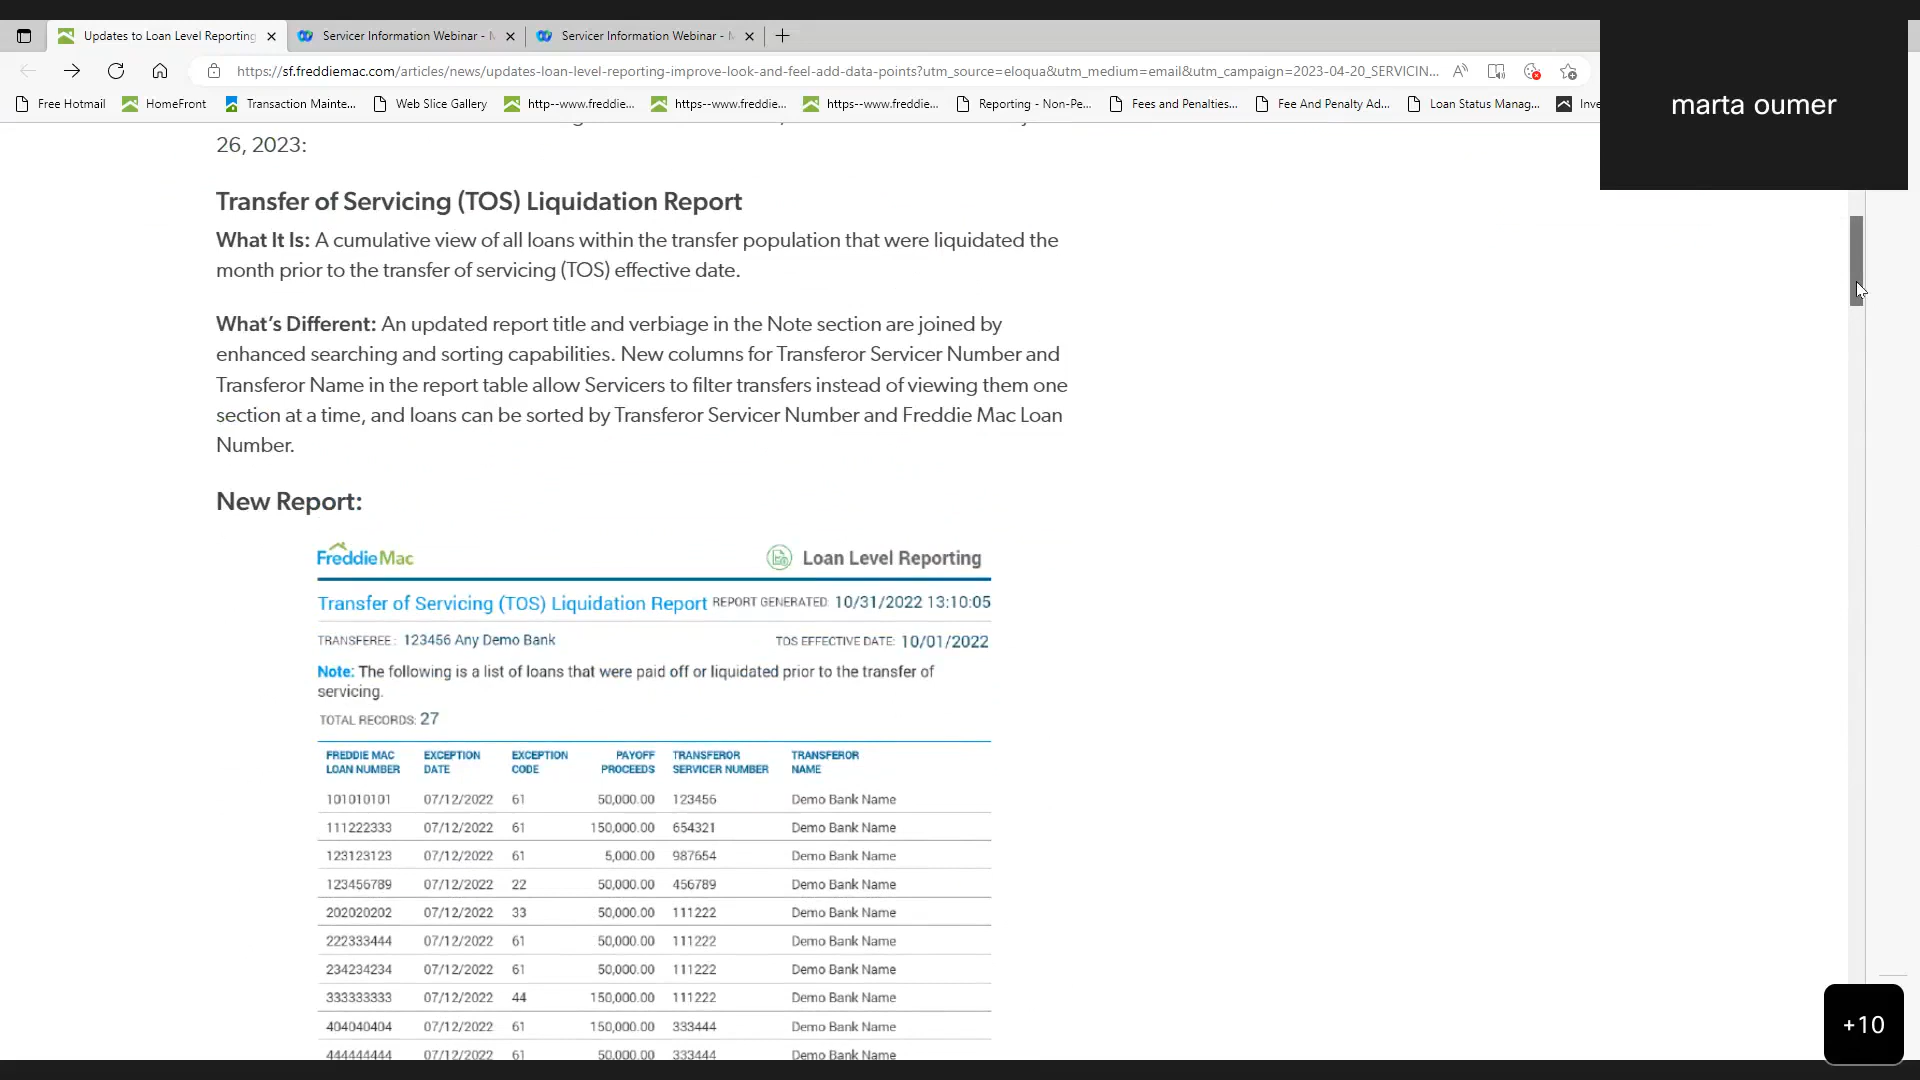 Updates to Loan Level Reporting
Servicer Information Webinar -
Servicer Information Webinar -
https://sf.freddiemac.com/articles/news/updates-loan-level-reporting-improve-look-and-feel-add-data-points?utm_source=eloqua&utm_medium=email&utm_campaign=2023-04-20_SERVICIN...
Free Hotmail HomeFront Transaction Mainte... Web Slice Gallery http--www.freddie... https--www.freddie... https--www.freddie... Reporting - Non-Pe... Fees and Penalties... Fee And Penalty Ad... Loan Status Manag... Inve
marta oumer
26, 2023:
Transfer of Servicing (TOS) Liquidation Report
What It Is: A cumulative view of all loans within the transfer population that were liquidated the
month prior to the transfer of servicing (TOS) effective date.
What's Different: An updated report title and verbiage in the Note section are joined by
enhanced searching and sorting capabilities. New columns for Transferor Servicer Number and
Transferor Name in the report table allow Servicers to filter transfers instead of viewing them one
section at a time, and loans can be sorted by Transferor Servicer Number and Freddie Mac Loan
Number.
New Report:
FreddieMac Loan Level Reporting
Transfer of Servicing (TOS) Liquidation Report REPORT GENERATED: 10/31/2022 13:10:05
TRANSFEREE: 123456 Any Demo Bank TOS EFFECTIVE DATE: 10/01/2022
Note: The following is a list of loans that were paid off or liquidated prior to the transfer of
servicing.
TOTAL RECORDS: 27
FREDDIE MAC EXCEPTION EXCEPTION PAYOFF TRANSFEROR TRANSFEROR
LOAN NUMBER DATE CODE PROCEEDS SERVICER NUMBER NAME
101010101 07/12/2022 61 50,000.00 123456 Demo Bank Name
111222333 07/12/2022 61 150,000.00 654321 Demo Bank Name
123123123 07/12/2022 61 5,000.00 987654 Demo Bank Name
123456789 07/12/2022 22 50,000.00 456789 Demo Bank Name
202020202 07/12/2022 33 50,000.00 111222 Demo Bank Name
222333444 07/12/2022 61 50,000.00 111222 Demo Bank Name
234234234 07/12/2022 61 50,000.00 111222 Demo Bank Name
333333333 07/12/2022 44 150,000.00 111222 Demo Bank Name
404040404 07/12/2022 61 150,000.00 333444 Demo Bank Name
444444444 07/12/2022 61 50,000.00 333444 Demo Bank Name
+10